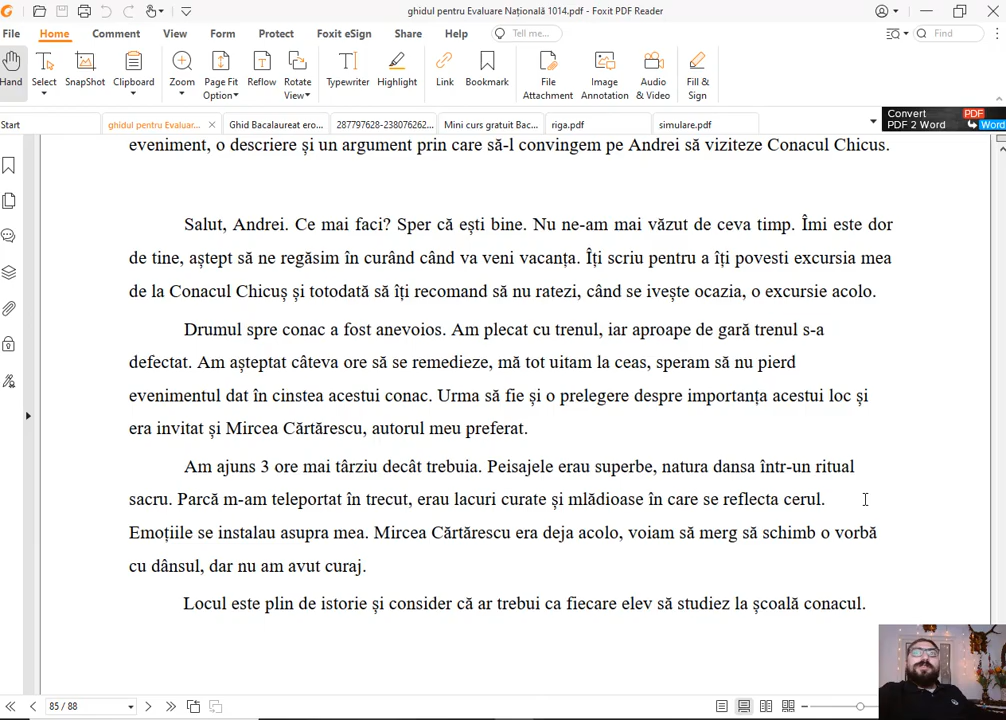 ghidul pentru Evaluare Națională 1014.pdf - Foxit PDF Reader
File Home Comment View Form Protect Foxit eSign Share Help Tell me... Find
Hand Select SnapShot Clipboard Zoom Page Fit Option Reflow Rotate View Typewriter Highlight Link Bookmark File Attachment Image Annotation Audio & Video Fill & Sign
Start ghidul pentru Evaluar... Ghid Bacalaureat ero... 287797628-238076262... Mini curs gratuit Bac... riga.pdf simulare.pdf
Convert PDF
PDF 2 Word Word
eveniment, o descriere și un argument prin care să-l convingem pe Andrei să viziteze Conacul Chicus.
Salut, Andrei. Ce mai faci? Sper că ești bine. Nu ne-am mai văzut de ceva timp. Îmi este dor
de tine, aștept să ne regăsim în curând când va veni vacanța. Îți scriu pentru a îți povesti excursia mea
de la Conacul Chicuș și totodată să îți recomand să nu ratezi, când se ivește ocazia, o excursie acolo.
Drumul spre conac a fost anevoios. Am plecat cu trenul, iar aproape de gară trenul s-a
defectat. Am așteptat câteva ore să se remedieze, mă tot uitam la ceas, speram să nu pierd
evenimentul dat în cinstea acestui conac. Urma să fie și o prelegere despre importanța acestui loc și
era invitat și Mircea Cărtărescu, autorul meu preferat.
Am ajuns 3 ore mai târziu decât trebuia. Peisajele erau superbe, natura dansa într-un ritual
sacru. Parcă m-am teleportat în trecut, erau lacuri curate și mlădioase în care se reflecta cerul.
Emoțiile se instalau asupra mea. Mircea Cărtărescu era deja acolo, voiam să merg să schimb o vorbă
cu dânsul, dar nu am avut curaj.
Locul este plin de istorie și consider că ar trebui ca fiecare elev să studiez la școală conacul.
85 / 88